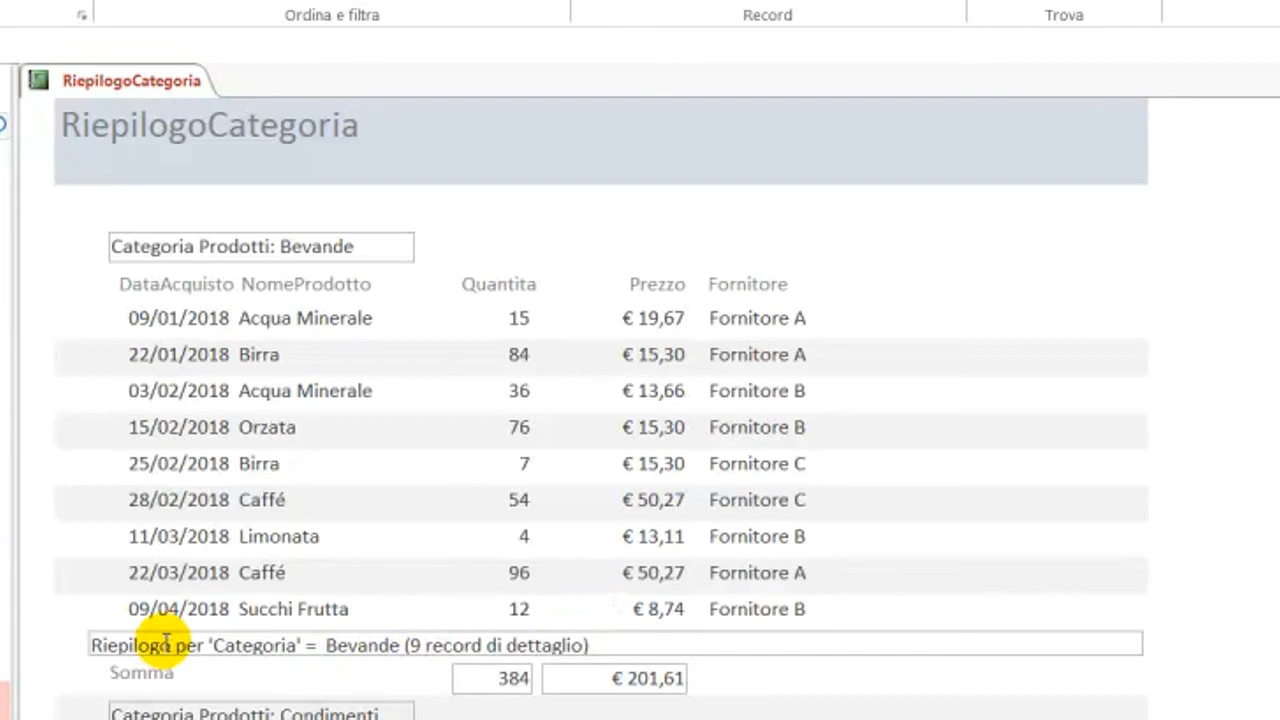 Ordina e filtra Record Trova
RiepilogoCategoria
RiepilogoCategoria
Categoria Prodotti: Bevande
DataAcquisto NomeProdotto Quantita Prezzo Fornitore
09/01/2018 Acqua Minerale 15 € 19,67 Fornitore A
22/01/2018 Birra 84 € 15,30 Fornitore A
03/02/2018 Acqua Minerale 36 € 13,66 Fornitore B
15/02/2018 Orzata 76 € 15,30 Fornitore B
25/02/2018 Birra 7 € 15,30 Fornitore C
28/02/2018 Caffé 54 € 50,27 Fornitore C
11/03/2018 Limonata 4 € 13,11 Fornitore B
22/03/2018 Caffé 96 € 50,27 Fornitore A
09/04/2018 Succhi Frutta 12 € 8,74 Fornitore B
Riepilogo per 'Categoria' = Bevande (9 record di dettaglio)
Somma 384 € 201,61
Categoria Prodotti: Condimenti